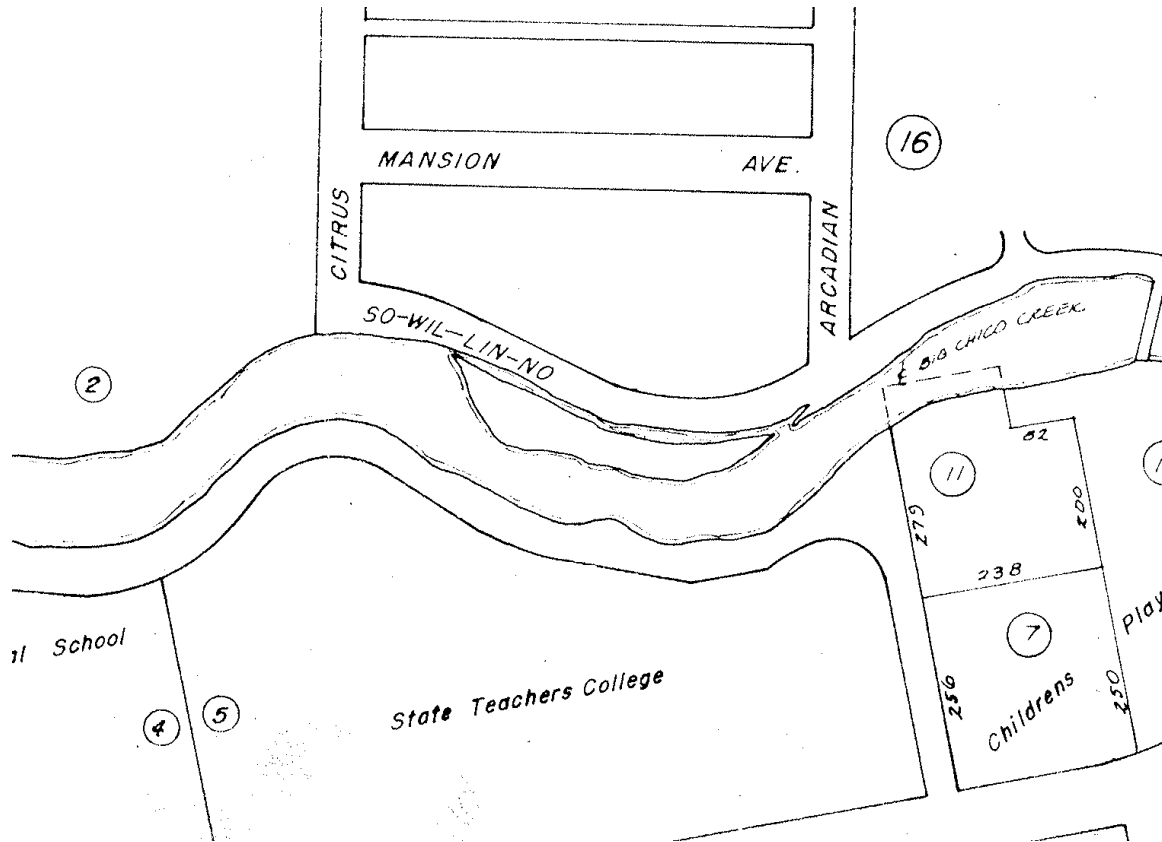 16
MANSION AVE.
CITRUS
ARCADIAN
SO-WIL-LIN-NO
BIG CHICO CREEK
2
82
11
279
200
238
7
School
State Teachers College
256
250
Childrens
Play
4
5